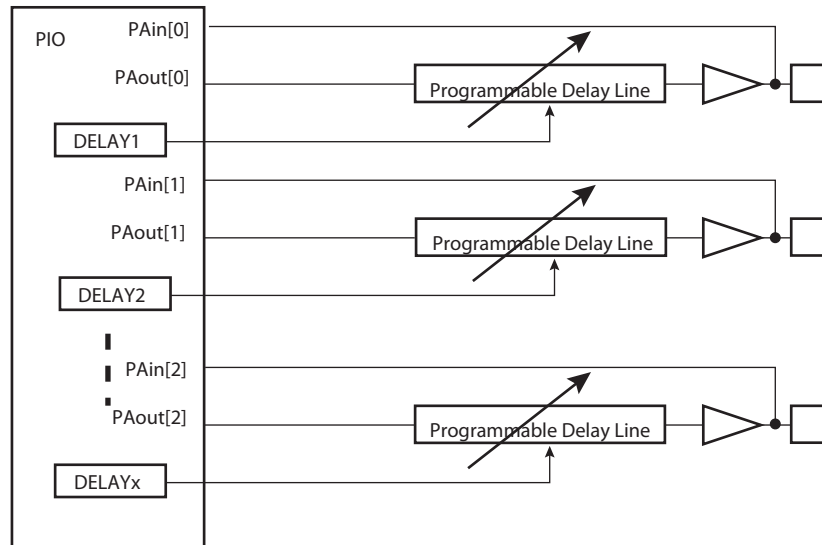 PIO
PAin[0]
PAout[0]
Programmable Delay Line
DELAY1
PAin[1]
PAout[1]
Programmable Delay Line
DELAY2
PAin[2]
PAout[2]
Programmable Delay Line
DELAYx